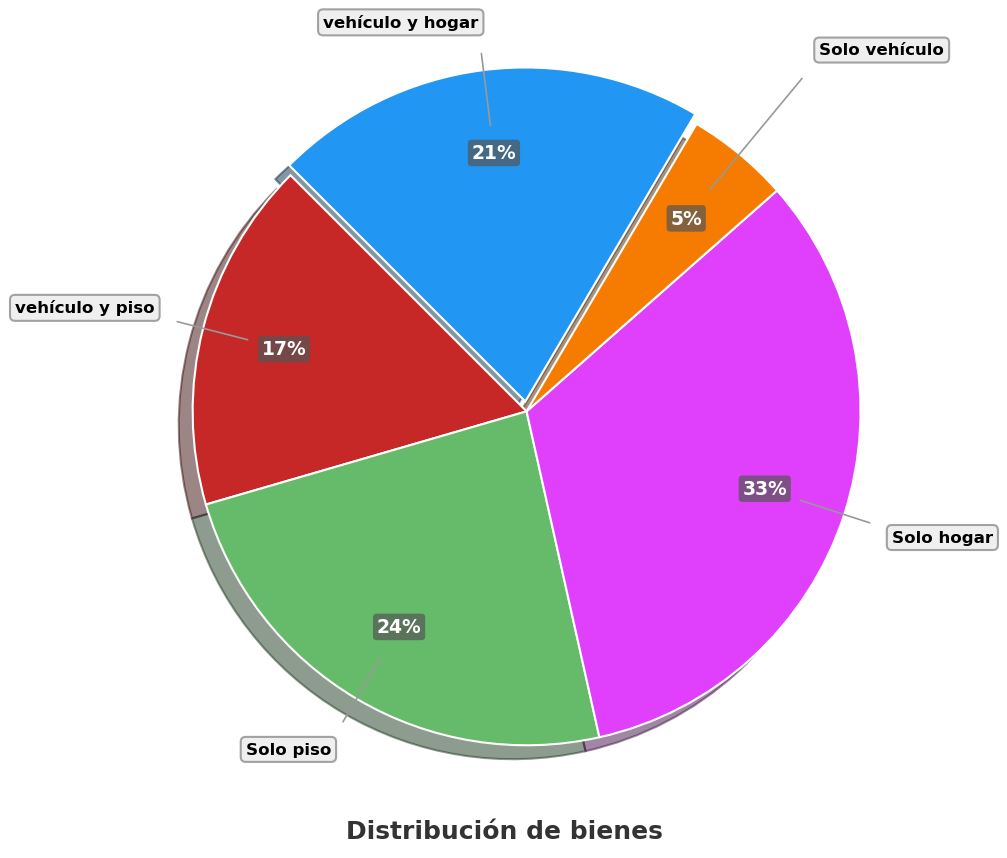 vehículo y hogar
Solo vehículo
21%
5%
vehículo y piso
17%
33%
Solo hogar
24%
Solo piso
Distribución de bienes